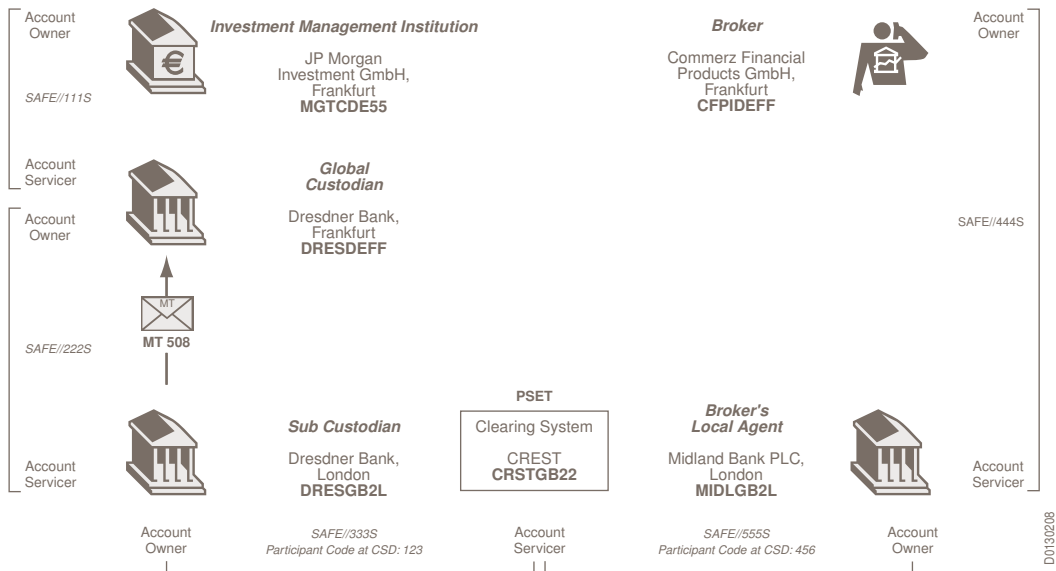 Account
Owner
Investment Management Institution
Broker
Account
Owner
€
JP Morgan
Investment GmbH,
Frankfurt
MGTCDE55
Commerz Financial
Products GmbH,
Frankfurt
CFPIDEFF
SAFE//111S
Account
Servicer
Global
Custodian
Account
Owner
Dresdner Bank,
Frankfurt
DRESDEFF
SAFE//444S
MT
MT 508
SAFE//222S
PSET
Sub Custodian
Clearing System
Broker's
Local Agent
Account
Servicer
Dresdner Bank,
London
DRESGB2L
CREST
CRSTGB22
Midland Bank PLC,
London
MIDLGB2L
Account
Servicer
Account
Owner
SAFE//333S
Participant Code at CSD: 123
Account
Servicer
SAFE//555S
Participant Code at CSD: 456
Account
Owner
D0130208